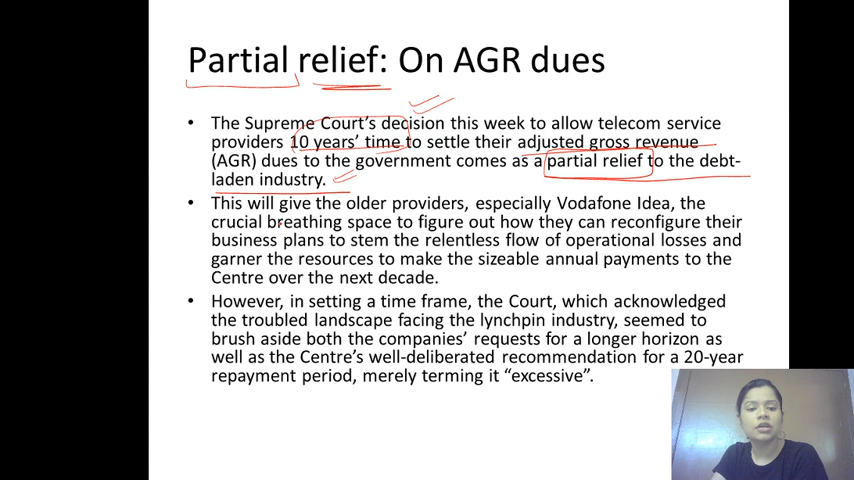 Partial relief: On AGR dues
• The Supreme Court's decision this week to allow telecom service
providers 10 years' time to settle their adjusted gross revenue
(AGR) dues to the government comes as a partial relief to the debt-
laden industry.
• This will give the older providers, especially Vodafone Idea, the
crucial breathing space to figure out how they can reconfigure their
business plans to stem the relentless flow of operational losses and
garner the resources to make the sizeable annual payments to the
Centre over the next decade.
• However, in setting a time frame, the Court, which acknowledged
the troubled landscape facing the lynchpin industry, seemed to
brush aside both the companies' requests for a longer horizon as
well as the Centre's well-deliberated recommendation for a 20-year
repayment period, merely terming it “excessive”.